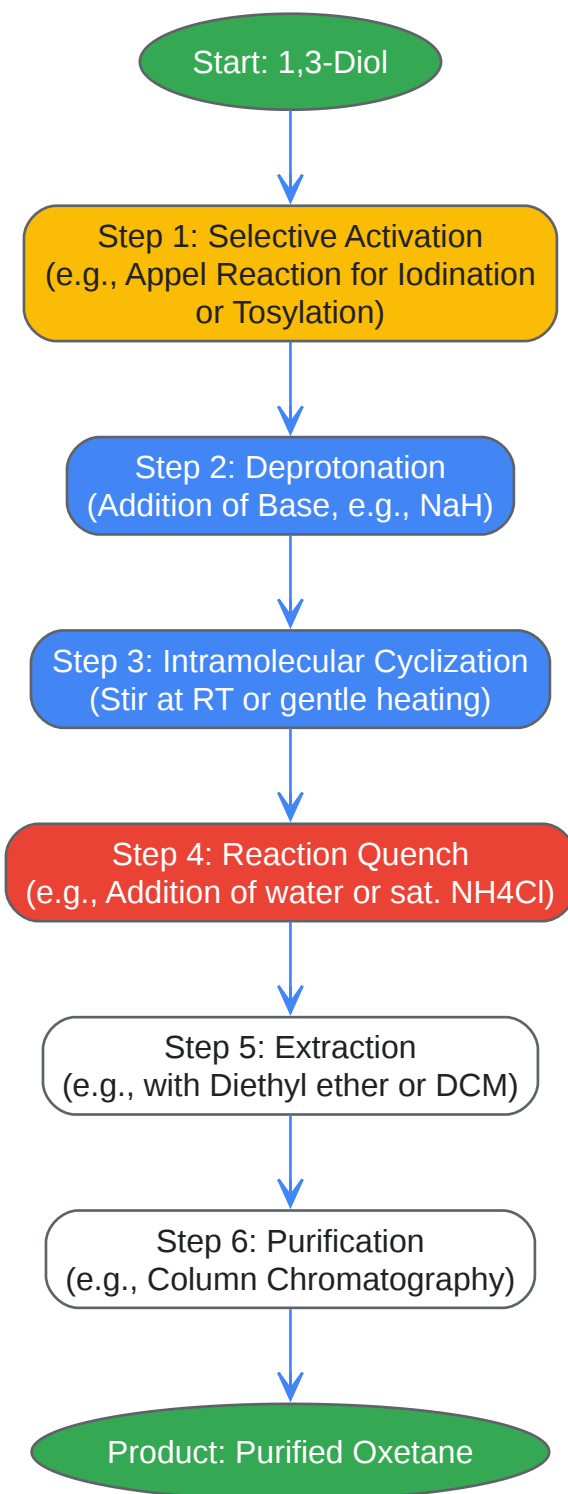 Start: 1,3-Diol
Step 1: Selective Activation
(e.g., Appel Reaction for Iodination
or Tosylation)
Step 2: Deprotonation
(Addition of Base, e.g., NaH)
Step 3: Intramolecular Cyclization
(Stir at RT or gentle heating)
Step 4: Reaction Quench
(e.g., Addition of water or sat. NH4Cl)
Step 5: Extraction
(e.g., with Diethyl ether or DCM)
Step 6: Purification
(e.g., Column Chromatography)
Product: Purified Oxetane